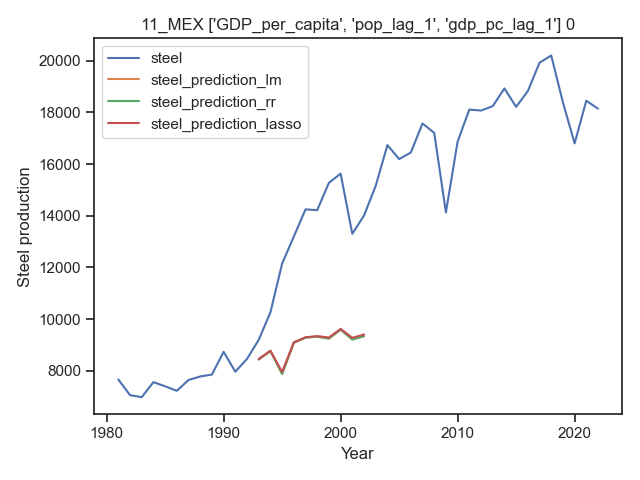 11_MEX ['GDP_per_capita', 'pop_lag_1', 'gdp_pc_lag_1'] 0
steel
steel_prediction_lm
steel_prediction_rr
steel_prediction_lasso
Steel production
20000
18000
16000
14000
12000
10000
8000
1980
1990
2000
2010
2020
Year